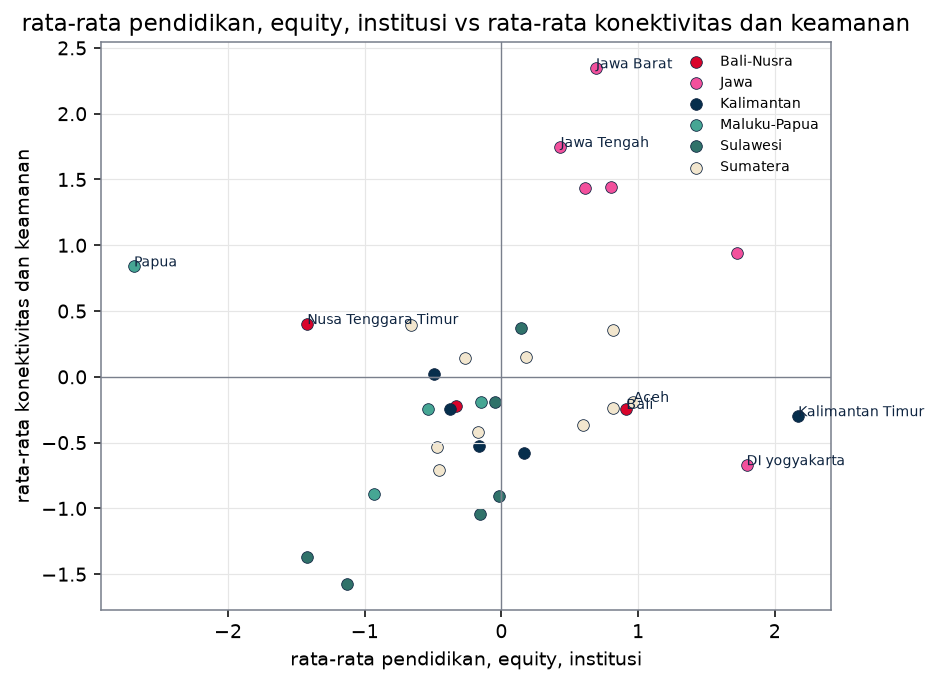 rata-rata pendidikan, equity, institusi vs rata-rata konektivitas dan keamanan
rata-rata konektivitas dan keamanan
2.5
2.0
1.5
1.0
0.5
0.0
−0.5
−1.0
−1.5
Jawa Barat
Jawa Tengah
Papua
Nusa Tenggara Timur
Aceh
Bali
Kalimantan Timur
DI yogyakarta
Bali-Nusra
Jawa
Kalimantan
Maluku-Papua
Sulawesi
Sumatera
−2
−1
0
1
2
rata-rata pendidikan, equity, institusi